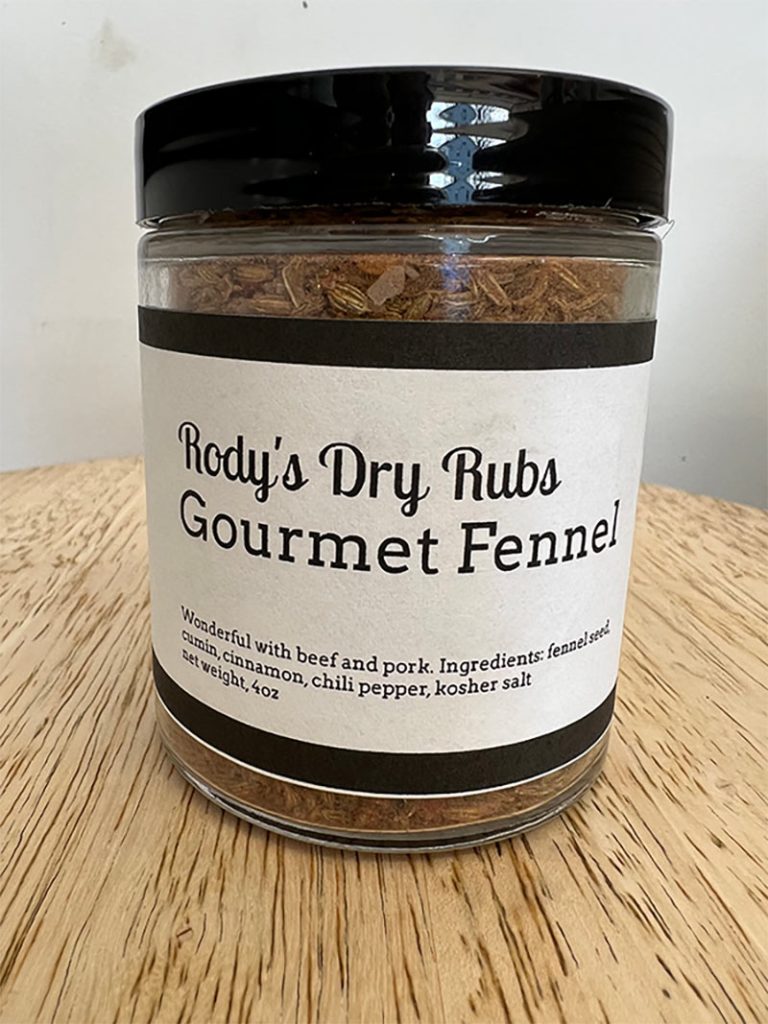 Rody's Dry Rubs
Gourmet Fennel
Wonderful with beef and pork. Ingredients: fennel seed,
cumin, cinnamon, chili pepper, kosher salt
net weight, 4oz